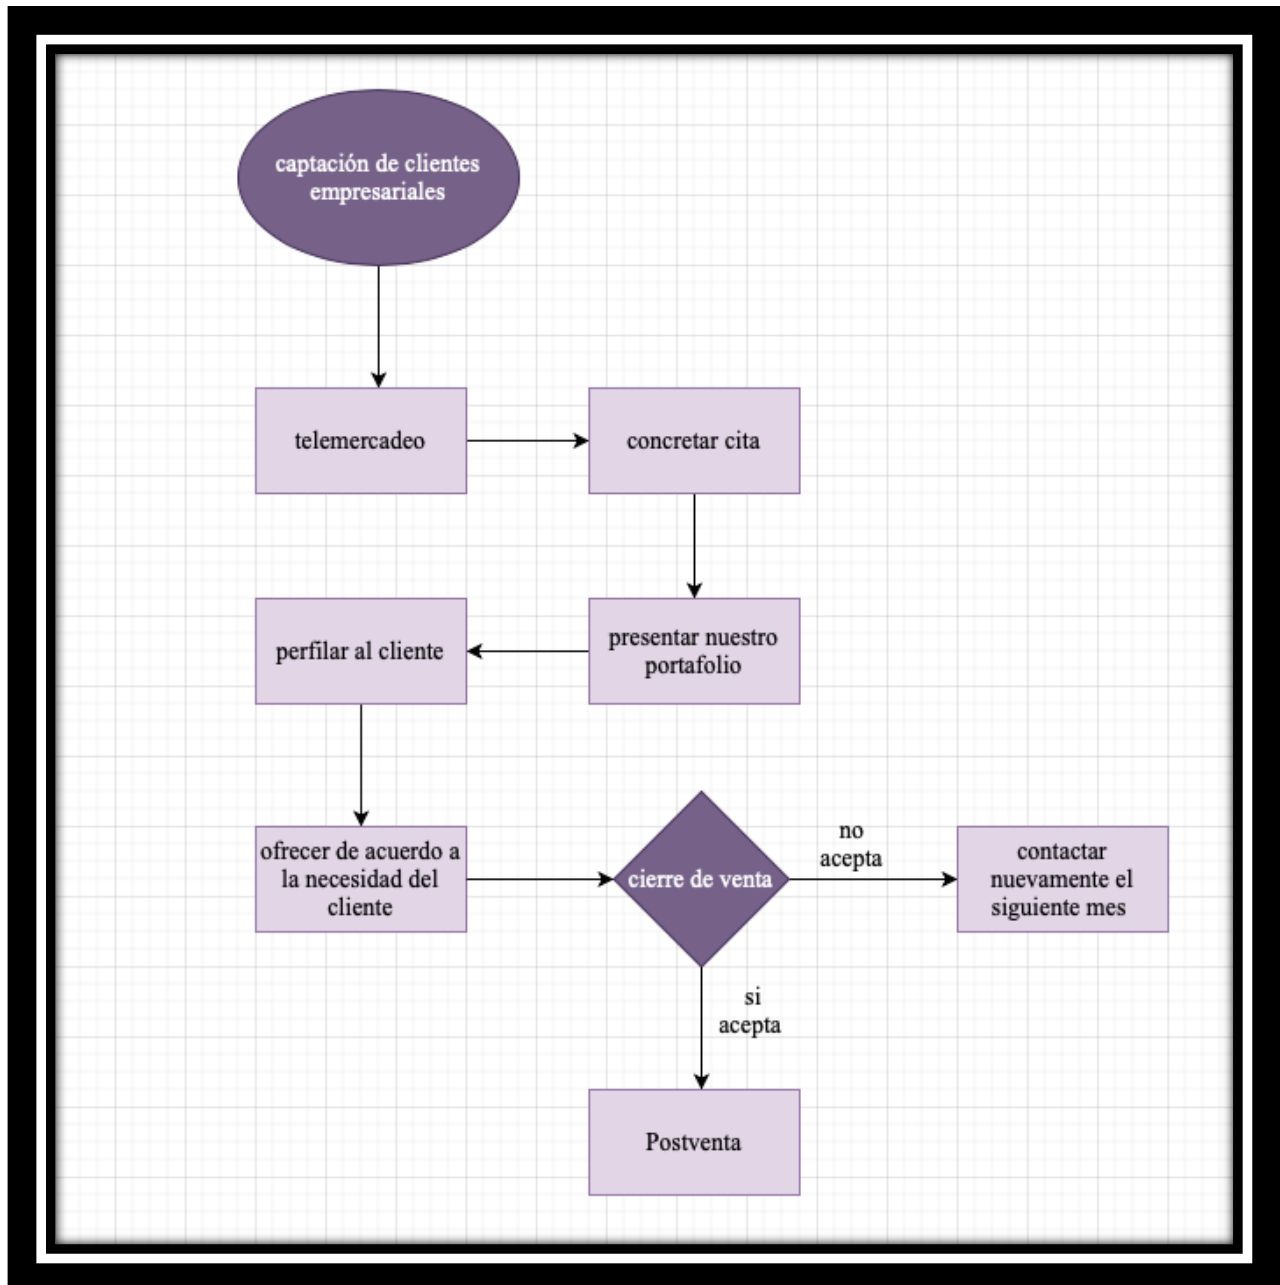 captación de clientes
empresariales
telemercadeo
concretar cita
presentar nuestro
portafolio
perfilar al cliente
ofrecer de acuerdo a
la necesidad del
cliente
cierre de venta
no
acepta
contactar
nuevamente el
siguiente mes
si
acepta
Postventa